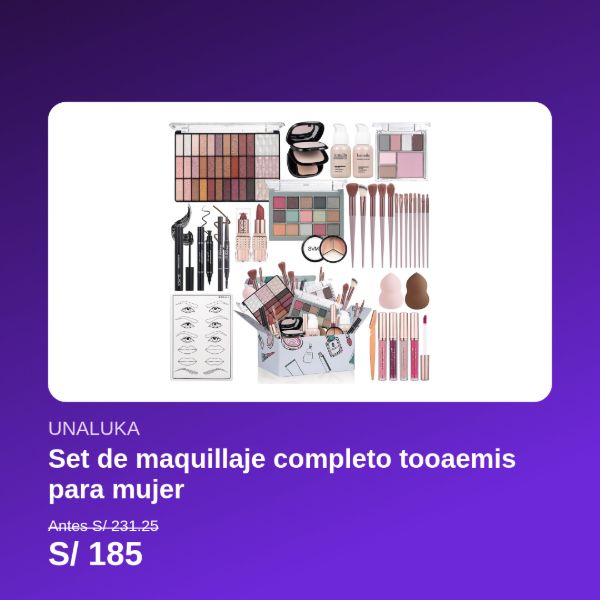 UNALUKA
Set de maquillaje completo tooaemis
para mujer
Antes S/ 231.25
S/ 185